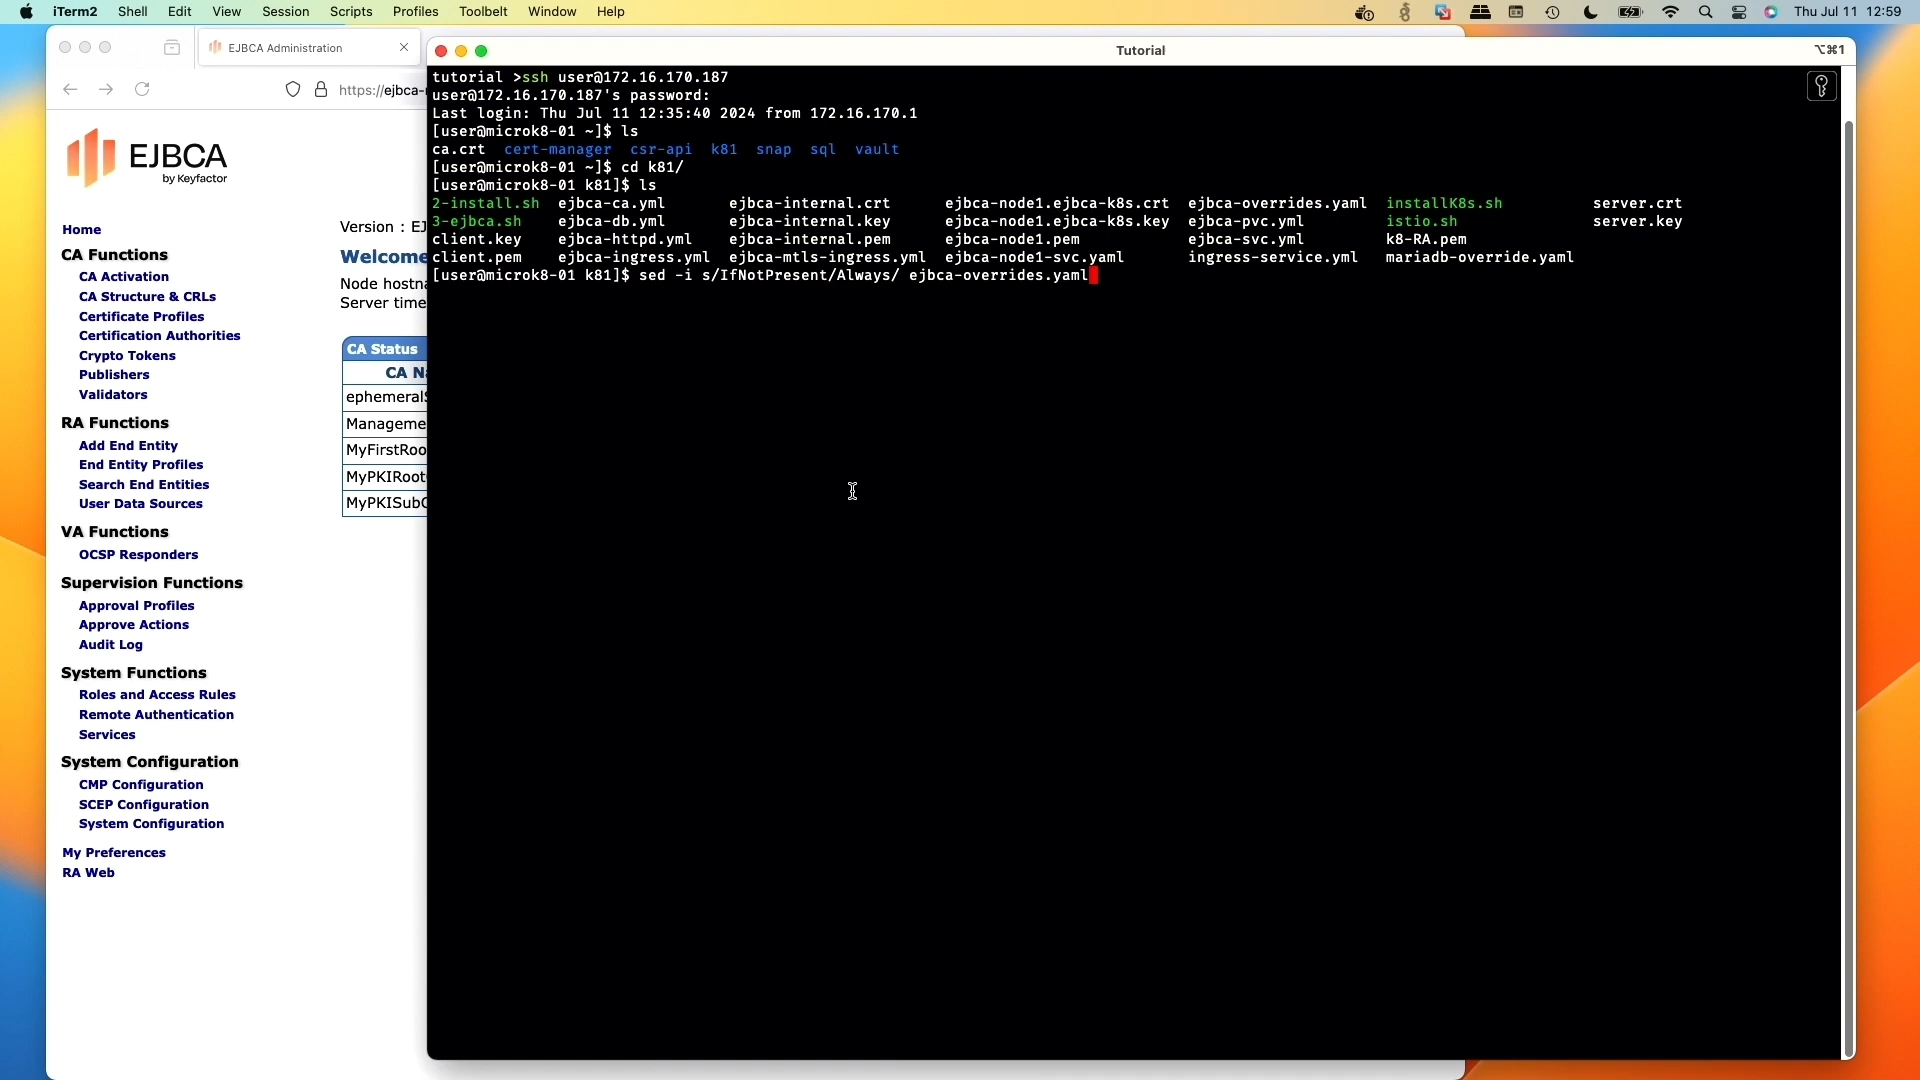 iTerm2 Shell Edit View Session Scripts Profiles Toolbelt Window Help Thu Jul 11 12:59
EJBCA Administration
https://ejbca-
EJBCA
by Keyfactor
Home
CA Functions
CA Activation
CA Structure & CRLs
Certificate Profiles
Certification Authorities
Crypto Tokens
Publishers
Validators
RA Functions
Add End Entity
End Entity Profiles
Search End Entities
User Data Sources
VA Functions
OCSP Responders
Supervision Functions
Approval Profiles
Approve Actions
Audit Log
System Functions
Roles and Access Rules
Remote Authentication
Services
System Configuration
CMP Configuration
SCEP Configuration
System Configuration
My Preferences
RA Web
Version : EJ
Welcome
Node hostna
Server time
CA Status
CA Na
ephemeral
Manageme
MyFirstRoo
MyPKIRoot
MyPKISub
Tutorial
⌥⌘1
tutorial >ssh user@172.16.170.187
user@172.16.170.187's password:
Last login: Thu Jul 11 12:35:40 2024 from 172.16.170.1
[user@microk8-01 ~]$ ls
ca.crt cert-manager csr-api k81 snap sql vault
[user@microk8-01 ~]$ cd k81/
[user@microk8-01 k81]$ ls
2-install.sh ejbca-ca.yml ejbca-internal.crt ejbca-node1.ejbca-k8s.crt ejbca-overrides.yaml installK8s.sh server.crt
3-ejbca.sh ejbca-db.yml ejbca-internal.key ejbca-node1.ejbca-k8s.key ejbca-pvc.yml istio.sh server.key
client.key ejbca-httpd.yml ejbca-internal.pem ejbca-node1.pem ejbca-svc.yml k8-RA.pem
client.pem ejbca-ingress.yml ejbca-mtls-ingress.yml ejbca-node1-svc.yaml ingress-service.yml mariadb-override.yaml
[user@microk8-01 k81]$ sed -i s/IfNotPresent/Always/ ejbca-overrides.yaml